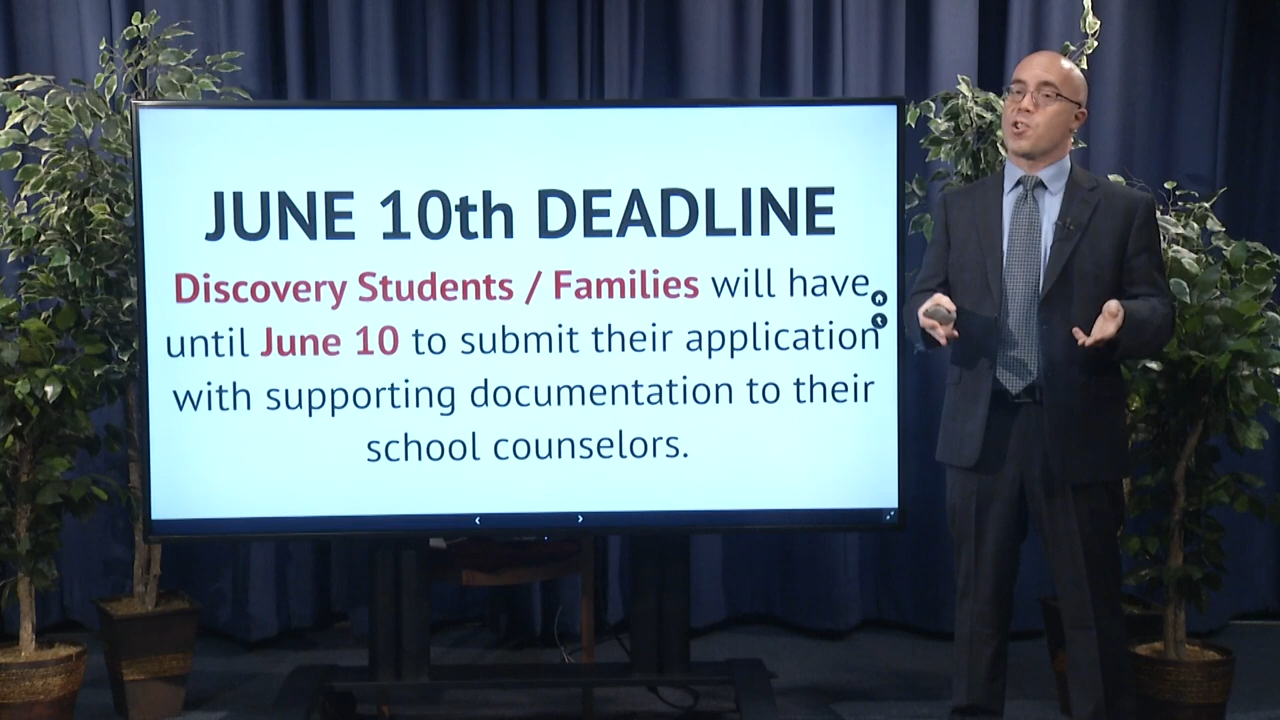 JUNE 10th DEADLINE
Discovery Students / Families will have
until June 10 to submit their application
with supporting documentation to their
school counselors.